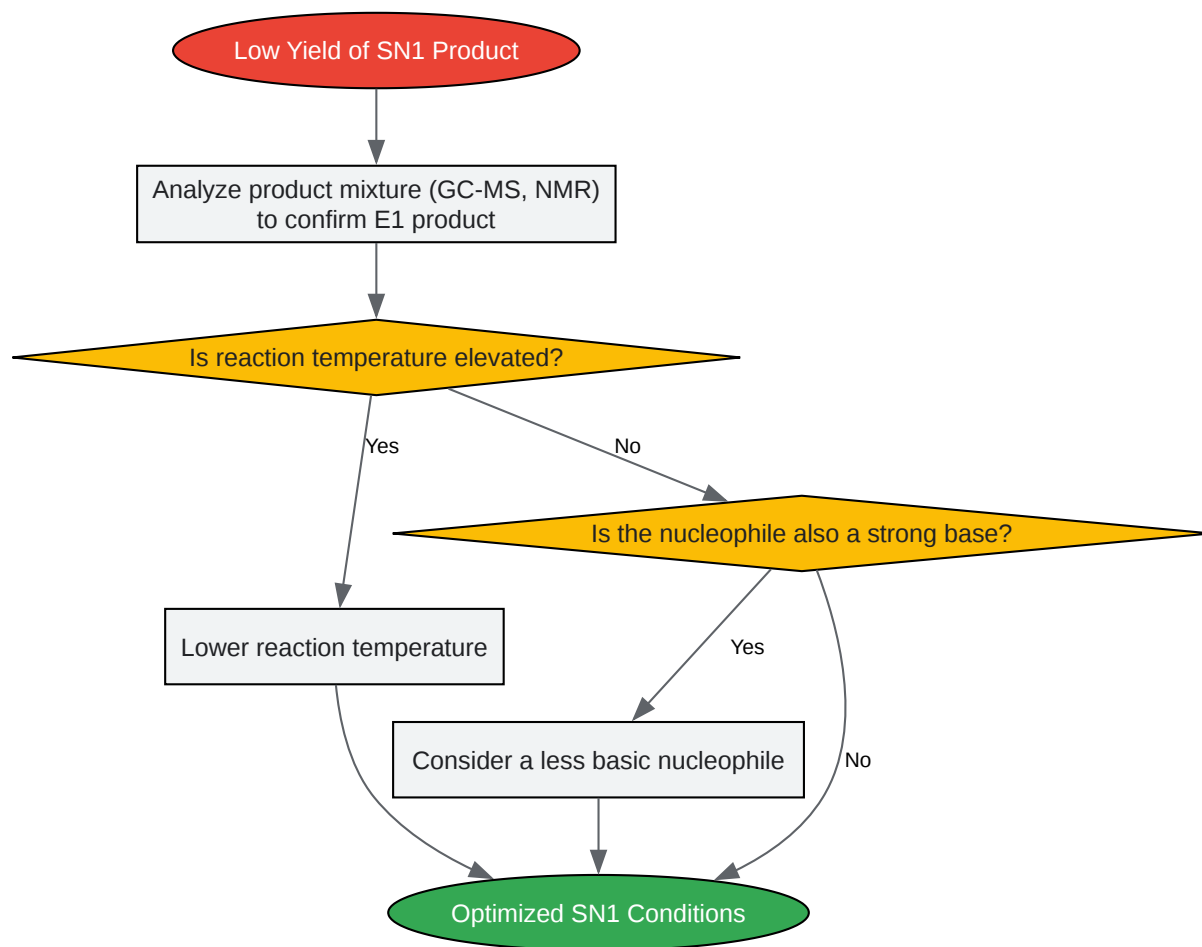 Low Yield of SN1 Product
Analyze product mixture (GC-MS, NMR)
to confirm E1 product
Is reaction temperature elevated?
Yes
No
Is the nucleophile also a strong base?
Lower reaction temperature
Yes
Consider a less basic nucleophile
No
Optimized SN1 Conditions